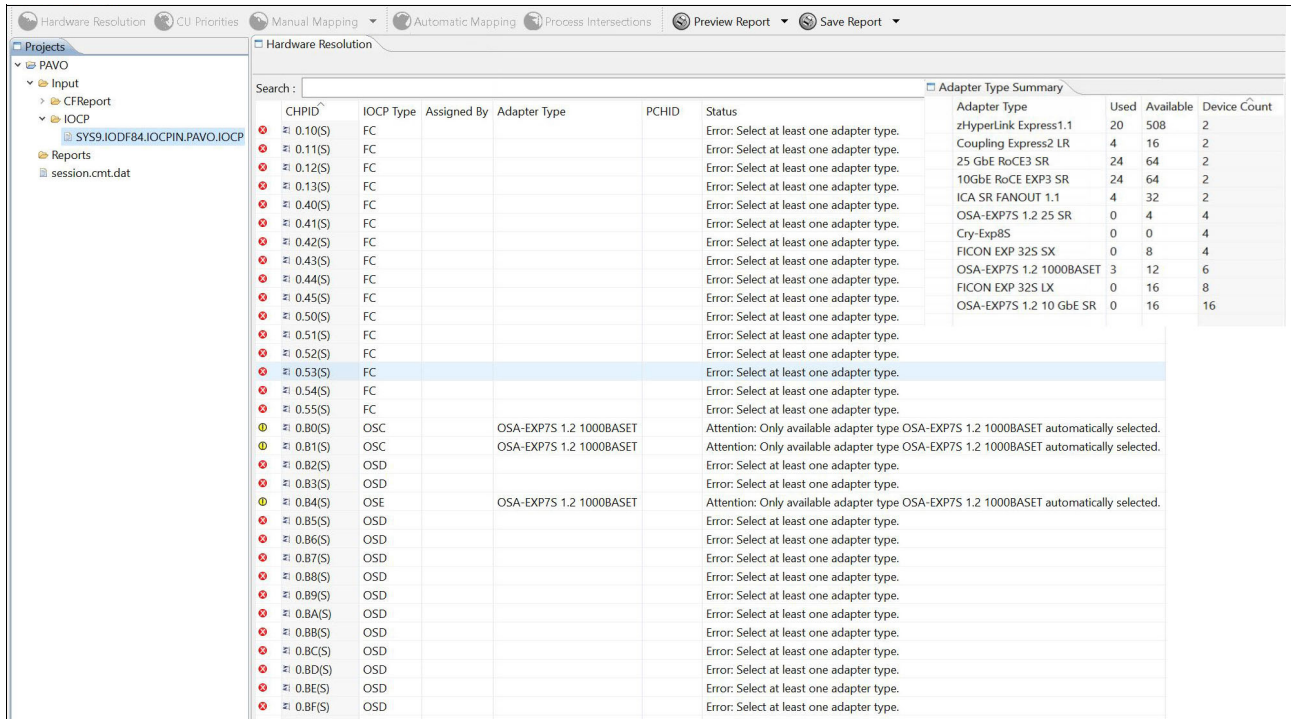 Hardware Resolution CU Priorities Manual Mapping Automatic Mapping Process Intersections Preview Report Save Report
Projects
PAVO
Input
CFReport
IOCP
SYS9.IODF84.IOCPIN.PAVO.IOCP
Reports
session.cmt.dat
Hardware Resolution
Search :
CHPID IOCP Type Assigned By Adapter Type PCHID Status
0.10(S) FC Error: Select at least one adapter type.
0.11(S) FC Error: Select at least one adapter type.
0.12(S) FC Error: Select at least one adapter type.
0.13(S) FC Error: Select at least one adapter type.
0.40(S) FC Error: Select at least one adapter type.
0.41(S) FC Error: Select at least one adapter type.
0.42(S) FC Error: Select at least one adapter type.
0.43(S) FC Error: Select at least one adapter type.
0.44(S) FC Error: Select at least one adapter type.
0.45(S) FC Error: Select at least one adapter type.
0.50(S) FC Error: Select at least one adapter type.
0.51(S) FC Error: Select at least one adapter type.
0.52(S) FC Error: Select at least one adapter type.
0.53(S) FC Error: Select at least one adapter type.
0.54(S) FC Error: Select at least one adapter type.
0.55(S) FC Error: Select at least one adapter type.
0.B0(S) OSC OSA-EXP7S 1.2 1000BASET Attention: Only available adapter type OSA-EXP7S 1.2 1000BASET automatically selected.
0.B1(S) OSC OSA-EXP7S 1.2 1000BASET Attention: Only available adapter type OSA-EXP7S 1.2 1000BASET automatically selected.
0.B2(S) OSD Error: Select at least one adapter type.
0.B3(S) OSD Error: Select at least one adapter type.
0.B4(S) OSE OSA-EXP7S 1.2 1000BASET Attention: Only available adapter type OSA-EXP7S 1.2 1000BASET automatically selected.
0.B5(S) OSD Error: Select at least one adapter type.
0.B6(S) OSD Error: Select at least one adapter type.
0.B7(S) OSD Error: Select at least one adapter type.
0.B8(S) OSD Error: Select at least one adapter type.
0.B9(S) OSD Error: Select at least one adapter type.
0.BA(S) OSD Error: Select at least one adapter type.
0.BB(S) OSD Error: Select at least one adapter type.
0.BC(S) OSD Error: Select at least one adapter type.
0.BD(S) OSD Error: Select at least one adapter type.
0.BE(S) OSD Error: Select at least one adapter type.
0.BF(S) OSD Error: Select at least one adapter type.
Adapter Type Summary
Adapter Type Used Available Device Count
zHyperLink Express1.1 20 508 2
Coupling Express2 LR 4 16 2
25 GbE RoCE3 SR 24 64 2
10GbE RoCE EXP3 SR 24 64 2
ICA SR FANOUT 1.1 4 32 2
OSA-EXP7S 1.2 25 SR 0 4 4
Cry-Exp8S 0 0 4
FICON EXP 32S SX 0 8 4
OSA-EXP7S 1.2 1000BASET 3 12 6
FICON EXP 32S LX 0 16 8
OSA-EXP7S 1.2 10 GbE SR 0 16 16